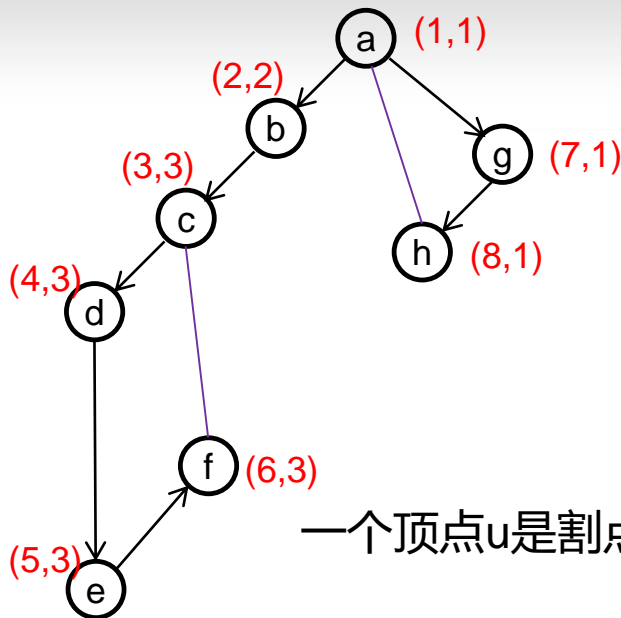 a (1,1)
(2,2)
b
g (7,1)
(3,3)
c
h (8,1)
(4,3)
d
f (6,3)
一个顶点u是割点
(5,3)
e